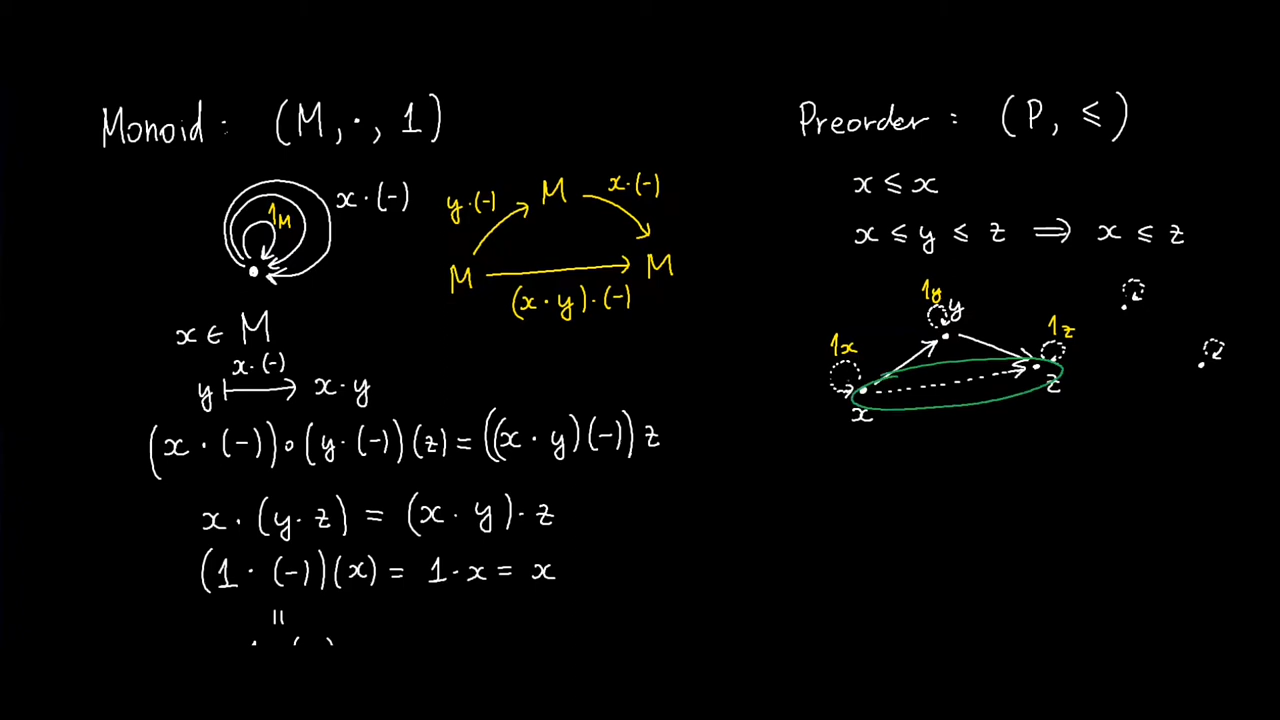 Monoid : (M, ·, 1)
1M
x · (-)
y · (-)
M
x · (-)
M
M
(x · y) · (-)
x ∈ M
x · (-)
y ↦ x · y
(x · (-)) ∘ (y · (-))(z) = ((x · y)(-)) z
x · (y · z) = (x · y) · z
(1 · (-))(x) = 1 · x = x
||
Preorder : (P, ⩽)
x ⩽ x
x ⩽ y ⩽ z ⟹ x ⩽ z
1y
y
1x
1z
x
z